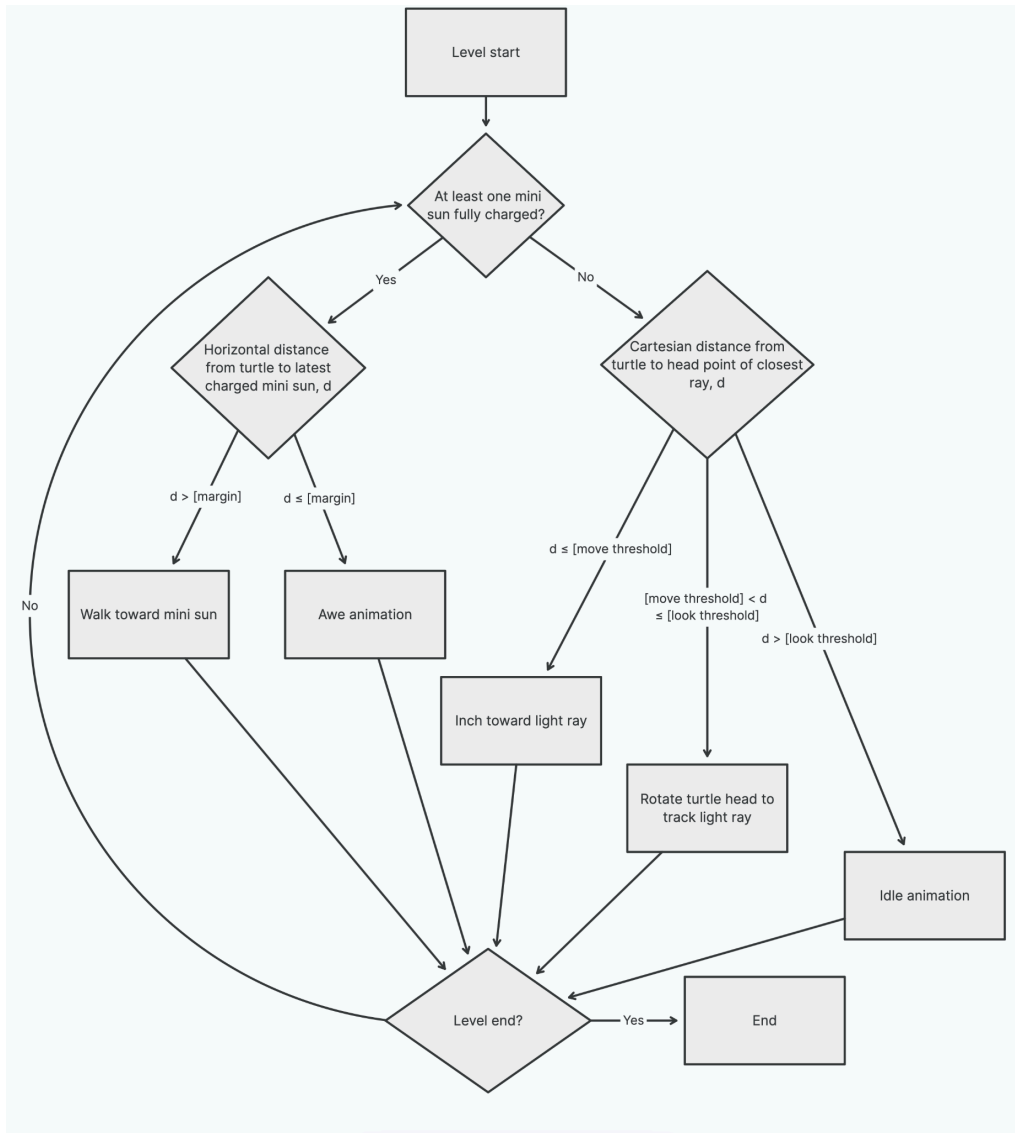 Level start
At least one mini
sun fully charged?
Yes
No
Horizontal distance
from turtle to latest
charged mini sun, d
Cartesian distance from
turtle to head point of closest
ray, d
d > [margin]
d ≤ [margin]
d ≤ [move threshold]
[move threshold] < d
≤ [look threshold]
d > [look threshold]
No
Walk toward mini sun
Awe animation
Inch toward light ray
Rotate turtle head to
track light ray
Idle animation
Level end?
Yes
End